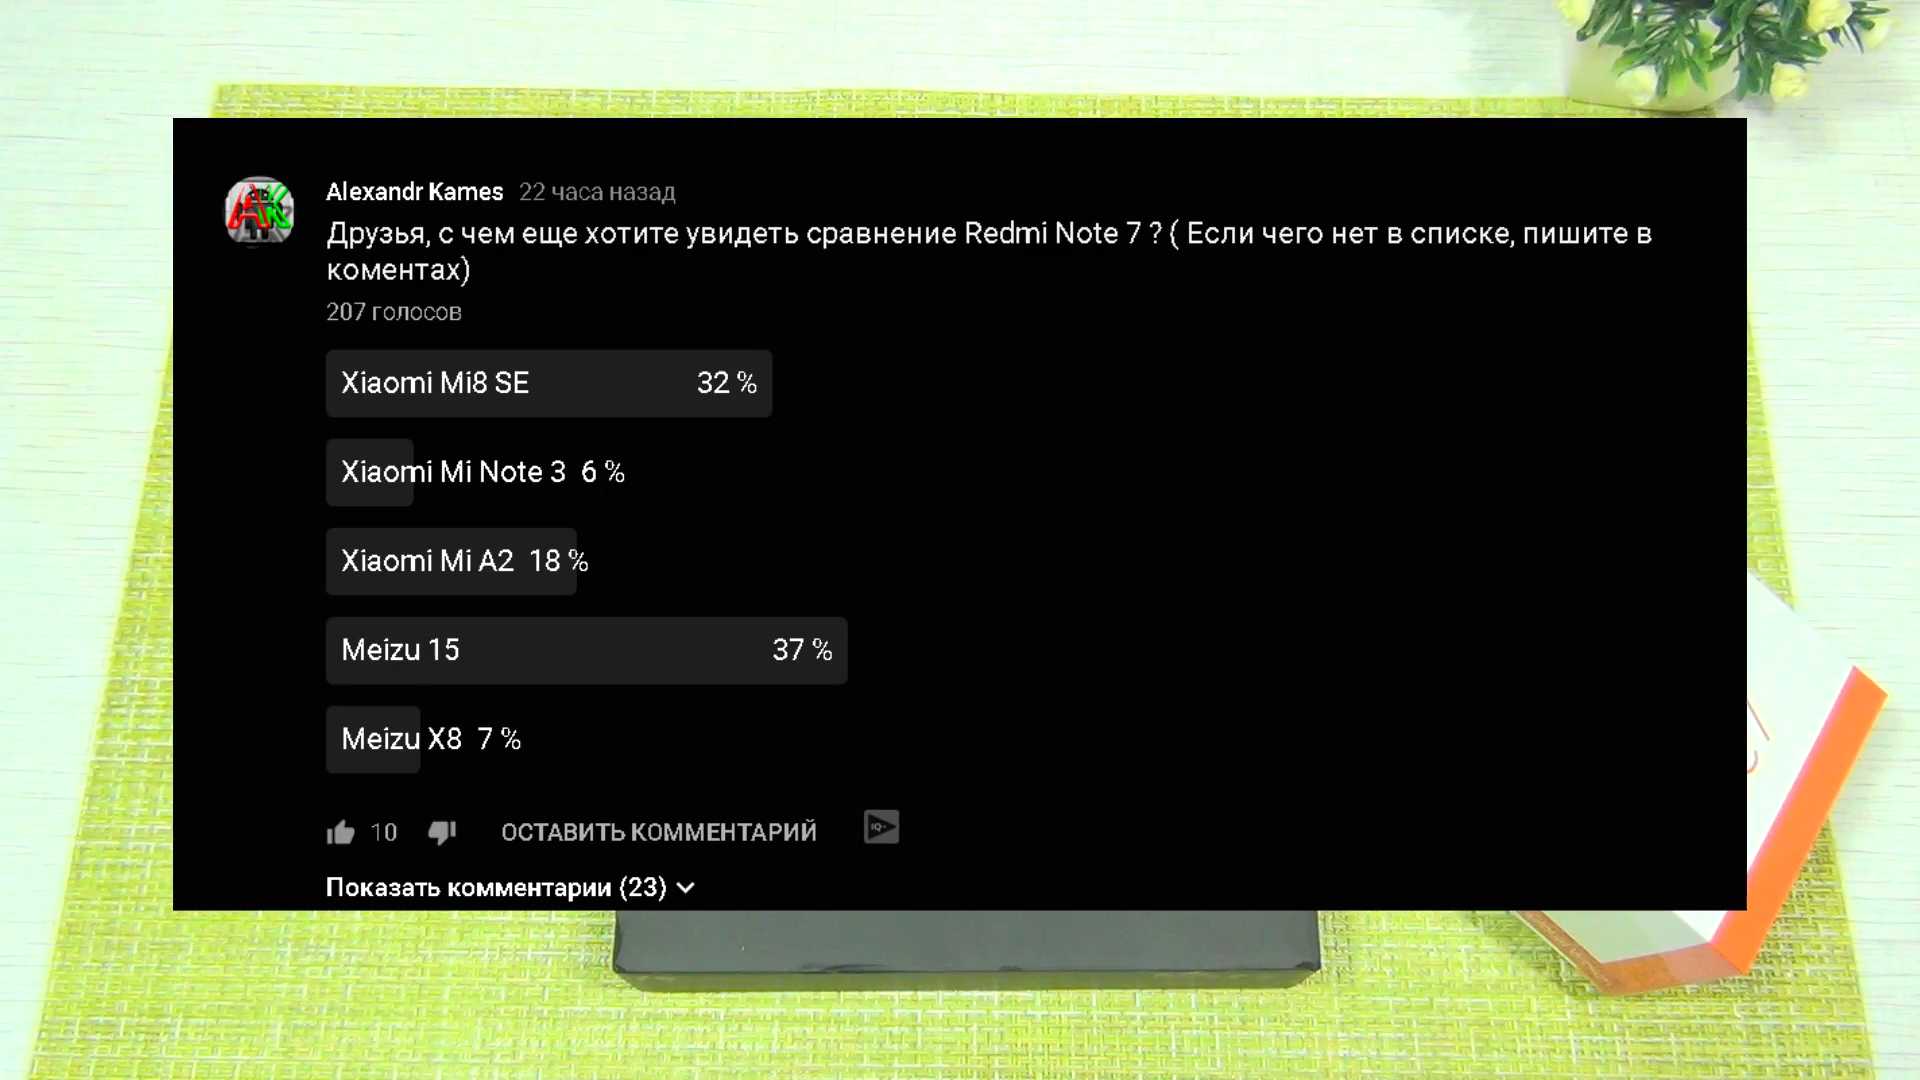 Alexandr Kames 22 часа назад
Друзья, с чем еще хотите увидеть сравнение Redmi Note 7 ? ( Если чего нет в списке, пишите в
коментах)
207 голосов
Xiaomi Mi8 SE 32 %
Xiaomi Mi Note 3 6 %
Xiaomi Mi A2 18 %
Meizu 15 37 %
Meizu X8 7 %
10 ОСТАВИТЬ КОММЕНТАРИЙ
Показать комментарии (23)